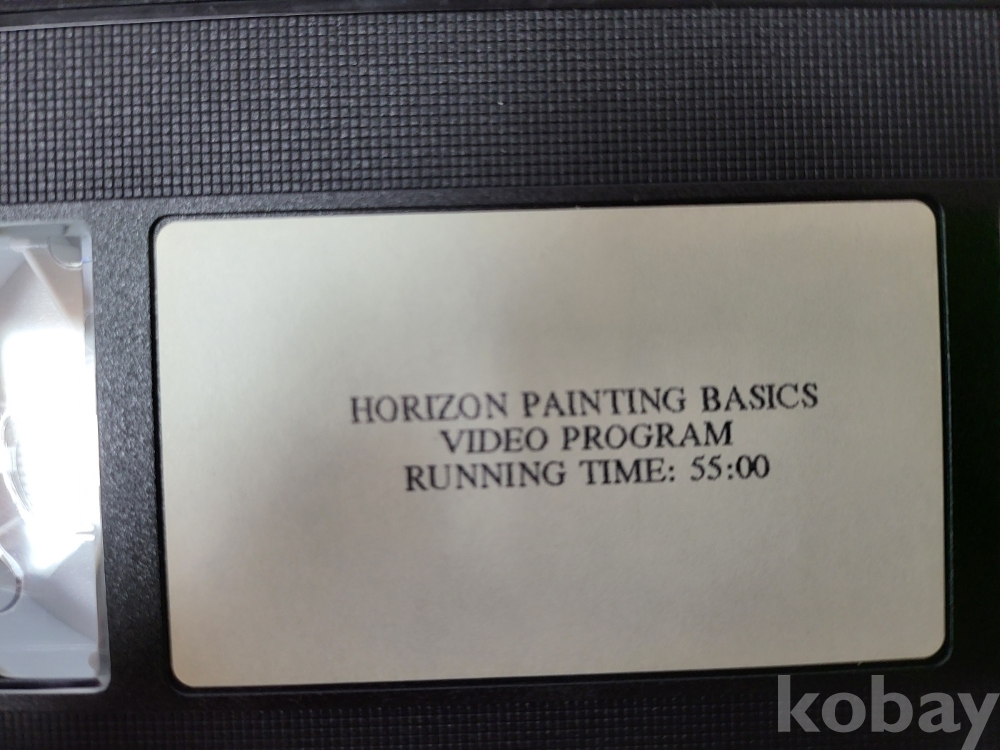 HORIZON PAINTING BASICS
VIDEO PROGRAM
RUNNING TIME: 55:00
kobay